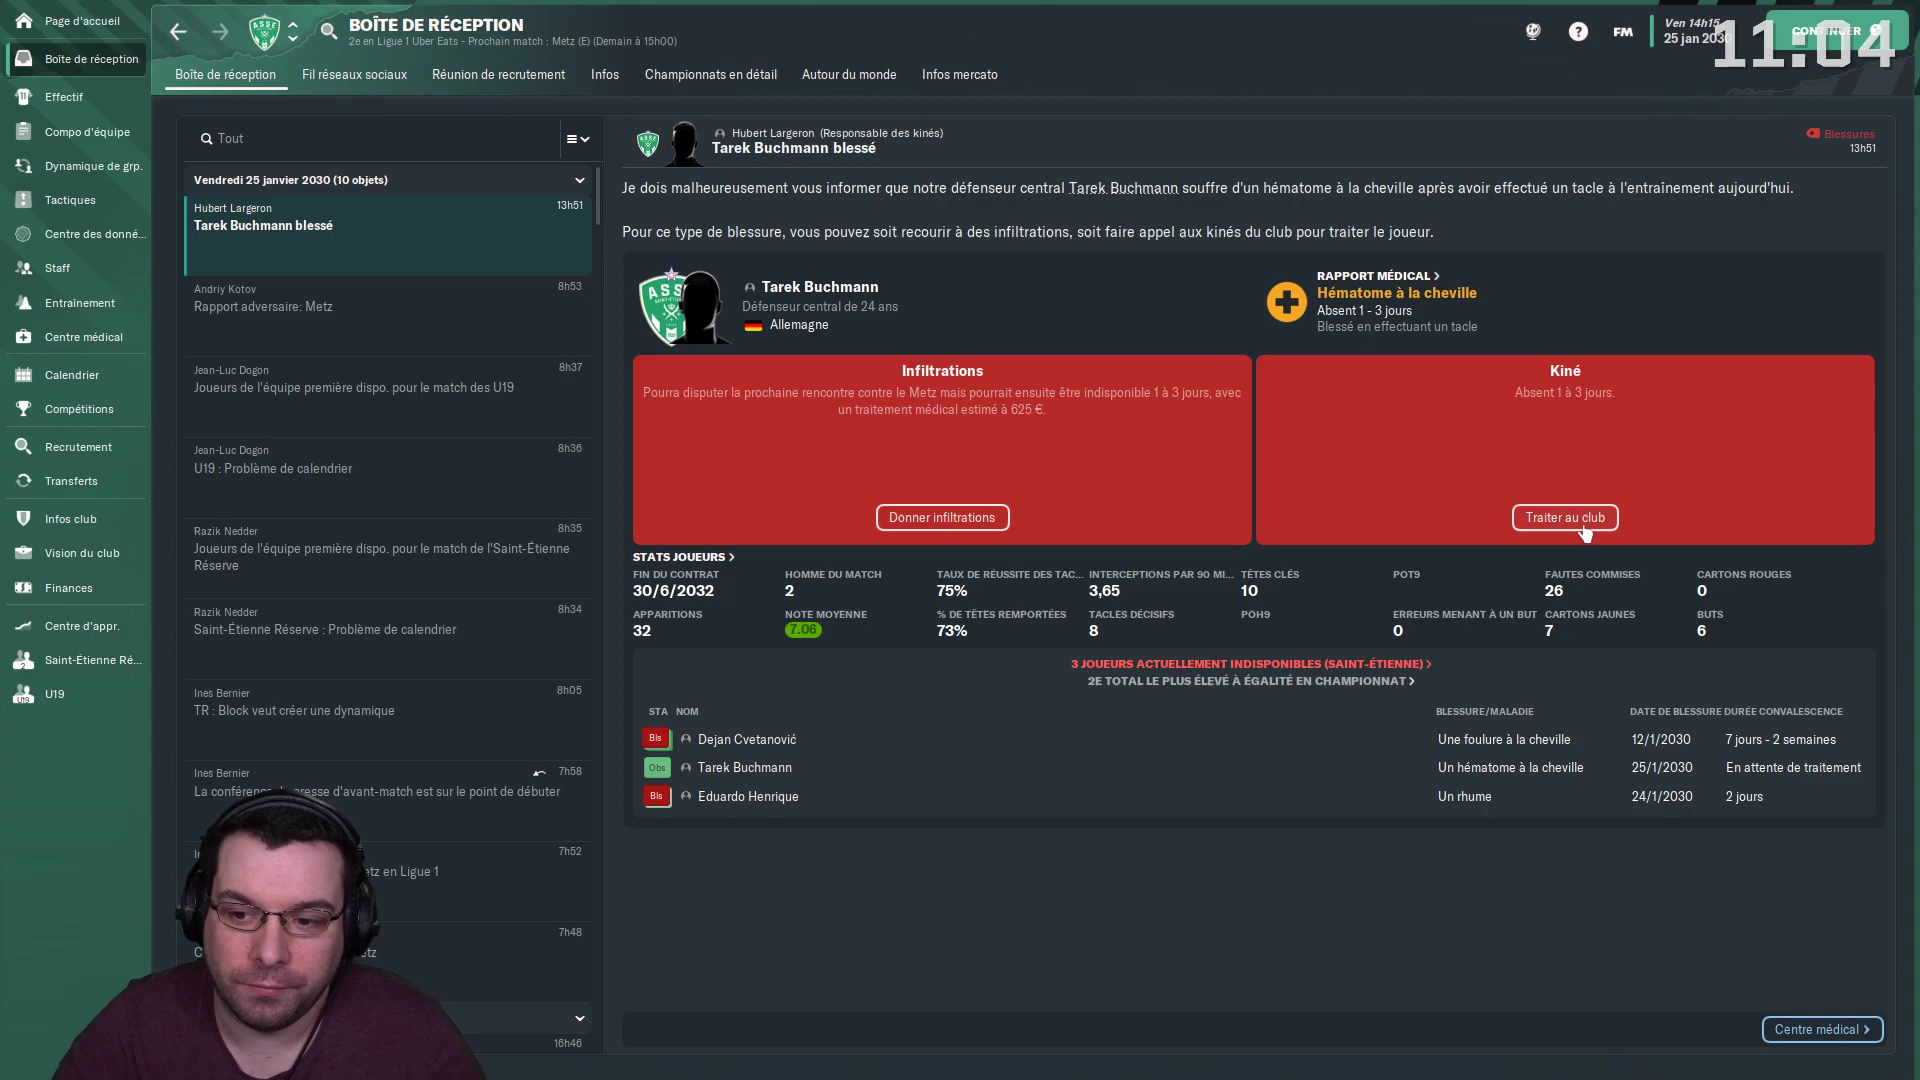 Page d'accueil
Boîte de réception
Effectif
Compo d'équipe
Dynamique de grp.
Tactiques
Centre des donné...
Staff
Entraînement
Centre médical
Calendrier
Compétitions
Recrutement
Transferts
Infos club
Vision du club
Finances
Centre d'appr.
Saint-Étienne Ré...
U19
BOÎTE DE RÉCEPTION
2e en Ligue 1 Uber Eats - Prochain match : Metz (E) (Demain à 15h00)
FM
Ven 14h15
25 jan 2030
CONTINUER
11:04
Boîte de réception
Fil réseaux sociaux
Réunion de recrutement
Infos
Championnats en détail
Autour du monde
Infos mercato
Tout
Vendredi 25 janvier 2030 (10 objets)
Hubert Largeron 13h51
Tarek Buchmann blessé
Andriy Kotov 8h53
Rapport adversaire: Metz
Jean-Luc Dogon 8h37
Joueurs de l'équipe première dispo. pour le match des U19
Jean-Luc Dogon 8h36
U19 : Problème de calendrier
Razik Nedder 8h35
Joueurs de l'équipe première dispo. pour le match de l'Saint-Étienne
Réserve
Razik Nedder 8h34
Saint-Étienne Réserve : Problème de calendrier
Ines Bernier 8h05
TR : Block veut créer une dynamique
Ines Bernier 7h58
La conférence de presse d'avant-match est sur le point de débuter
7h52
etz en Ligue 1
7h48
etz
16h46
Hubert Largeron (Responsable des kinés)
Tarek Buchmann blessé
Blessures
13h51
Je dois malheureusement vous informer que notre défenseur central Tarek Buchmann souffre d'un hématome à la cheville après avoir effectué un tacle à l'entraînement aujourd'hui.
Pour ce type de blessure, vous pouvez soit recourir à des infiltrations, soit faire appel aux kinés du club pour traiter le joueur.
Tarek Buchmann
Défenseur central de 24 ans
Allemagne
RAPPORT MÉDICAL
Hématome à la cheville
Absent 1 - 3 jours
Blessé en effectuant un tacle
Infiltrations
Pourra disputer la prochaine rencontre contre le Metz mais pourrait ensuite être indisponible 1 à 3 jours, avec
un traitement médical estimé à 625 €.
Donner infiltrations
Kiné
Absent 1 à 3 jours.
Traiter au club
STATS JOUEURS
FIN DU CONTRAT HOMME DU MATCH TAUX DE RÉUSSITE DES TAC... INTERCEPTIONS PAR 90 MI... TÊTES CLÉS POT9 FAUTES COMMISES CARTONS ROUGES
30/6/2032 2 75% 3,65 10 26 0
APPARITIONS NOTE MOYENNE % DE TÊTES REMPORTÉES TACLES DÉCISIFS POH9 ERREURS MENANT À UN BUT CARTONS JAUNES BUTS
32 7.06 73% 8 0 7 6
3 JOUEURS ACTUELLEMENT INDISPONIBLES (SAINT-ÉTIENNE)
2E TOTAL LE PLUS ÉLEVÉ À ÉGALITÉ EN CHAMPIONNAT
STA NOM BLESSURE/MALADIE DATE DE BLESSURE DURÉE CONVALESCENCE
Bls Dejan Cvetanović Une foulure à la cheville 12/1/2030 7 jours - 2 semaines
Obs Tarek Buchmann Un hématome à la cheville 25/1/2030 En attente de traitement
Bls Eduardo Henrique Un rhume 24/1/2030 2 jours
Centre médical